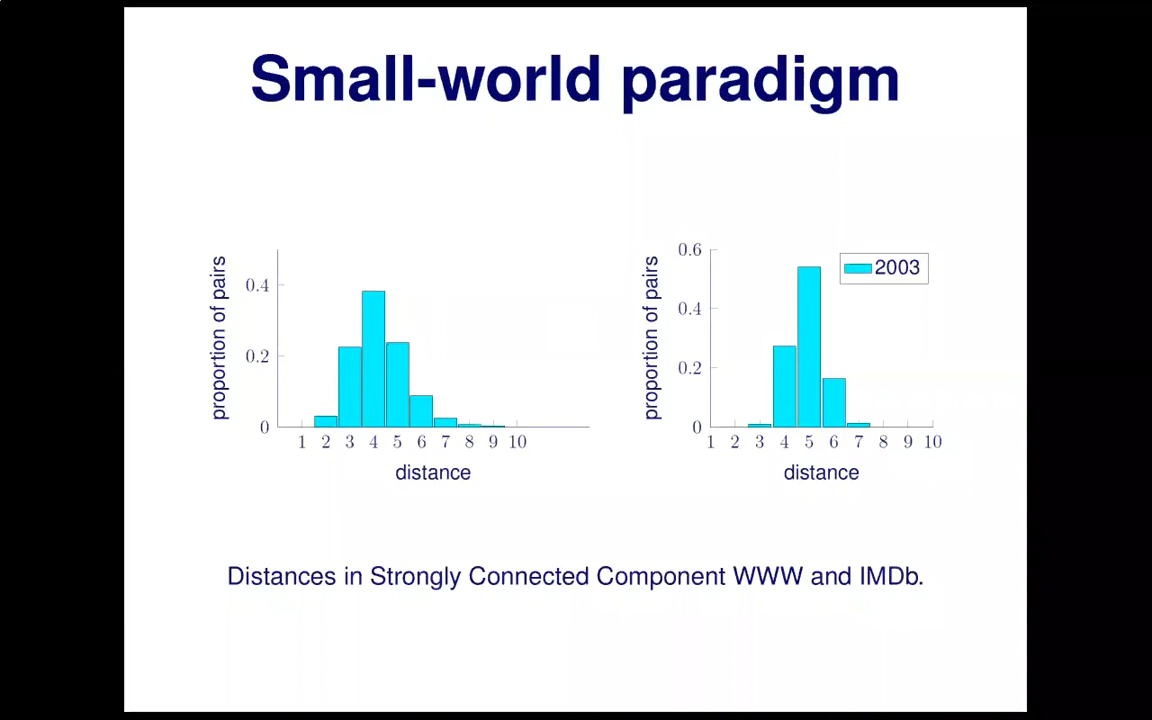 Small-world paradigm
proportion of pairs
0.4
0.2
0
1 2 3 4 5 6 7 8 9 10
distance
proportion of pairs
0.6
0.4
0.2
0
2003
1 2 3 4 5 6 7 8 9 10
distance
Distances in Strongly Connected Component WWW and IMDb.